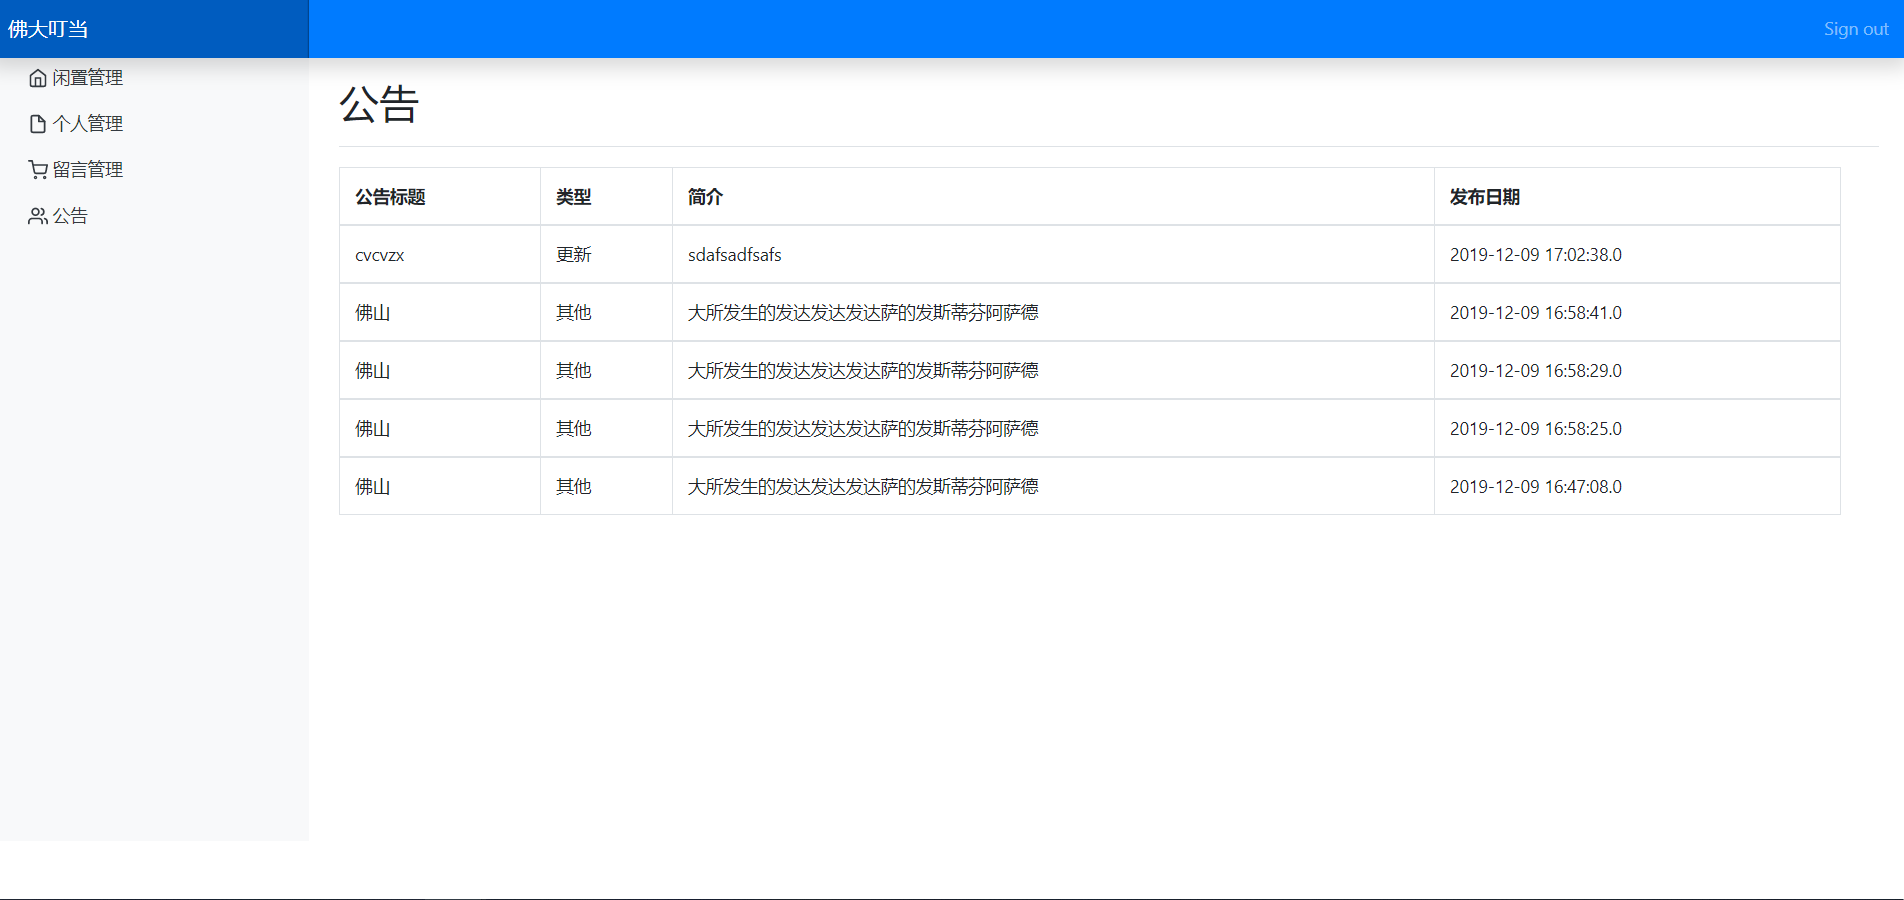 佛大叮当
Sign out
闲置管理
个人管理
留言管理
公告
公告
公告标题 类型 简介 发布日期
cvcvzx 更新 sdafsadfsafs 2019-12-09 17:02:38.0
佛山 其他 大所发生的发达发达发达萨的发斯蒂芬阿萨德 2019-12-09 16:58:41.0
佛山 其他 大所发生的发达发达发达萨的发斯蒂芬阿萨德 2019-12-09 16:58:29.0
佛山 其他 大所发生的发达发达发达萨的发斯蒂芬阿萨德 2019-12-09 16:58:25.0
佛山 其他 大所发生的发达发达发达萨的发斯蒂芬阿萨德 2019-12-09 16:47:08.0